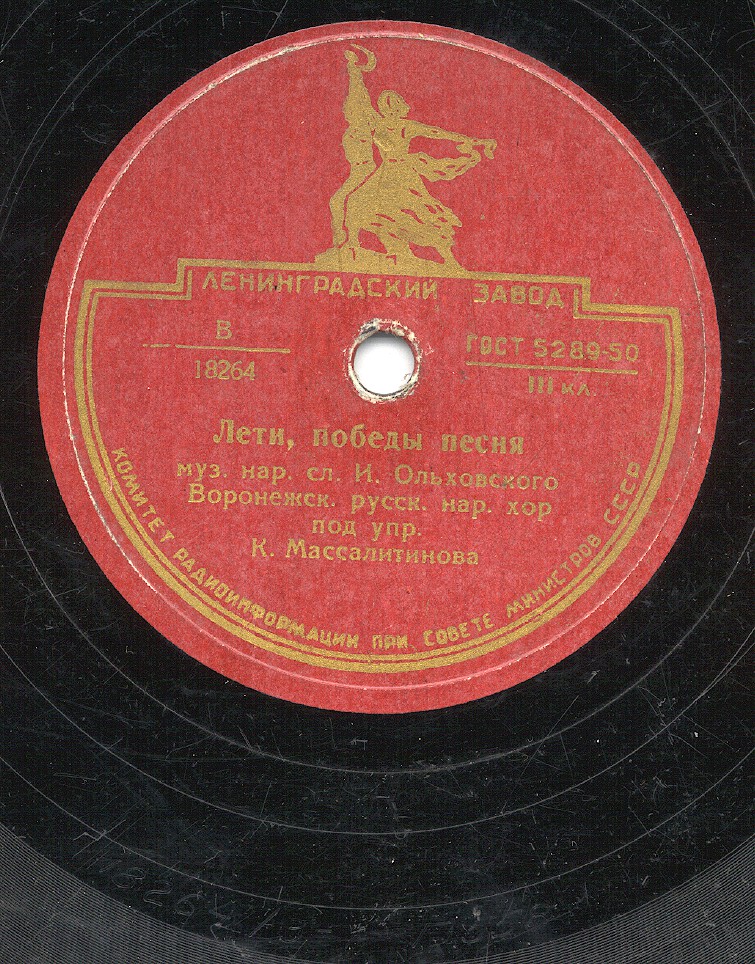 ЛЕНИНГРАДСКИЙ ЗАВОД
В
18264
ГОСТ 5289-50
III кл.
Лети, победы песня
муз. нар. сл. И. Ольховского
Воронежск. русск. нар. хор
под упр.
К. Массалитинова
КОМИТЕТ РАДИОИНФОРМАЦИИ ПРИ СОВЕТЕ МИНИСТРОВ СССР